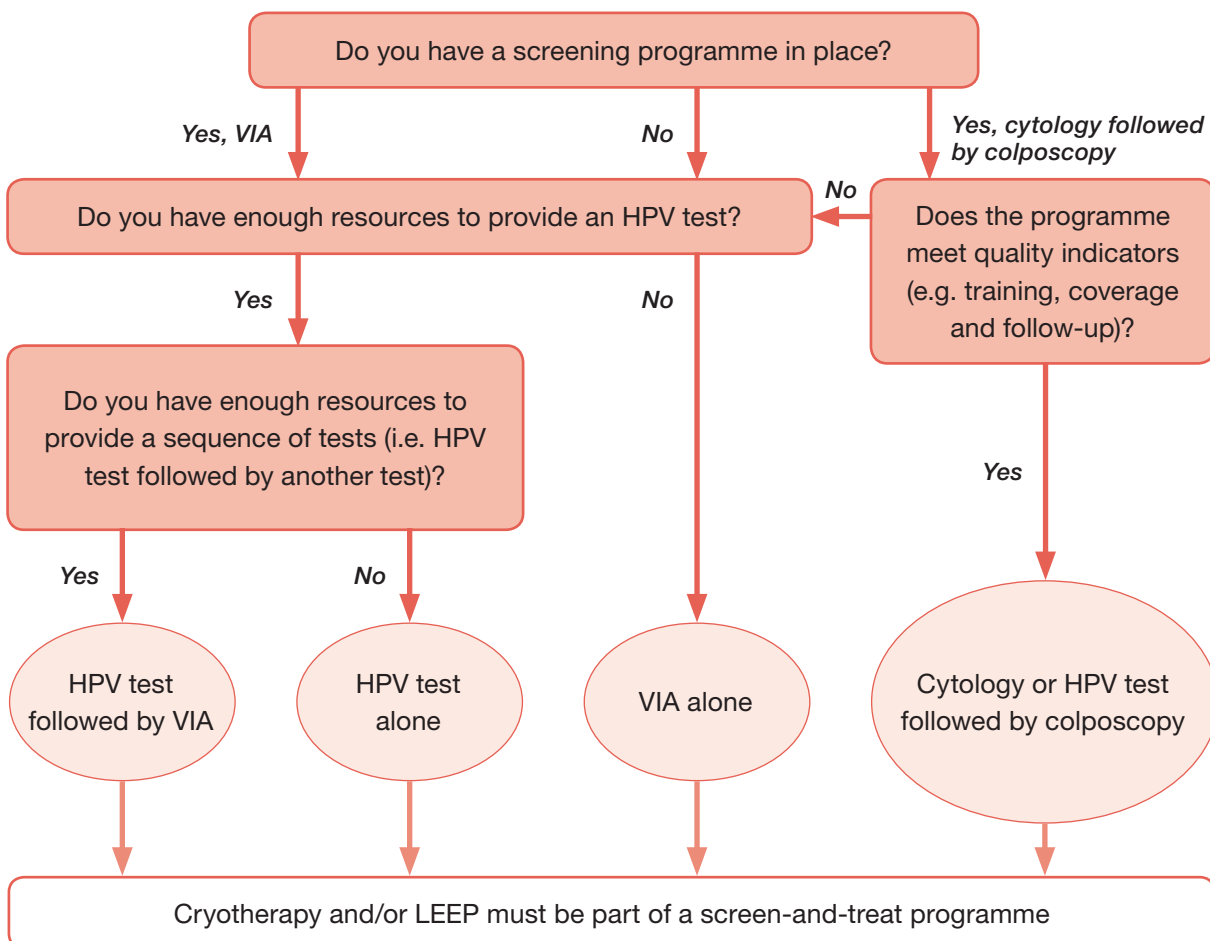 Do you have a screening programme in place?
Yes, VIA
No
Yes, cytology followed
by colposcopy
Do you have enough resources to provide an HPV test?
No
Does the programme
meet quality indicators
(e.g. training, coverage
and follow-up)?
Yes
No
Do you have enough resources to
provide a sequence of tests (i.e. HPV
test followed by another test)?
Yes
Yes
No
HPV test
followed by VIA
HPV test
alone
VIA alone
Cytology or HPV test
followed by colposcopy
Cryotherapy and/or LEEP must be part of a screen-and-treat programme